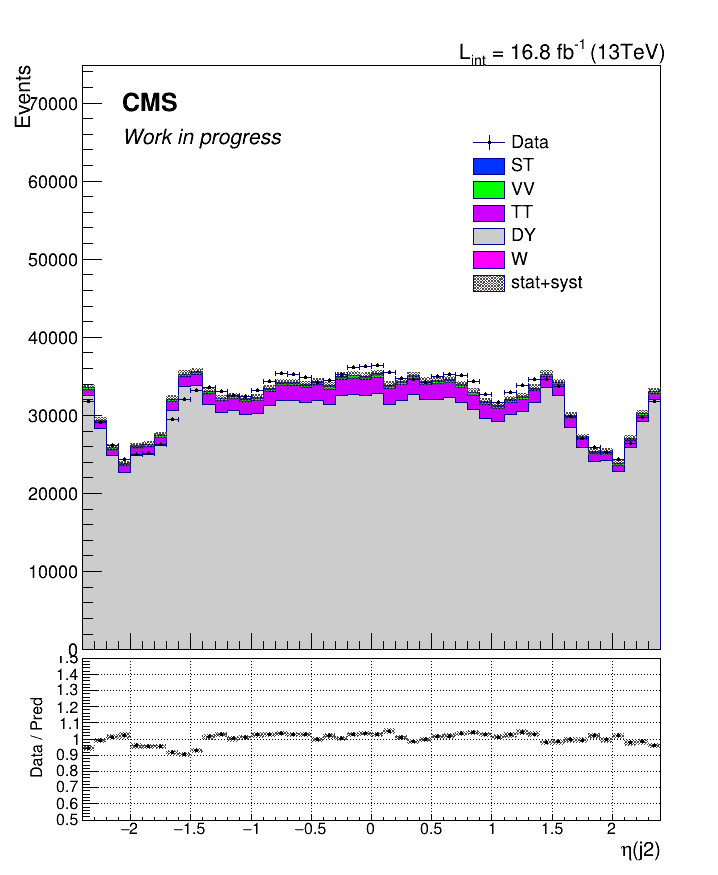 L_int = 16.8 fb^-1 (13TeV)
Events
CMS
Work in progress
70000
60000
50000
40000
30000
20000
10000
0
Data
ST
VV
TT
DY
W
stat+syst
Data / Pred
1.5
1.4
1.3
1.2
1.1
1
0.9
0.8
0.7
0.6
0.5
−2 −1.5 −1 −0.5 0 0.5 1 1.5 2
η(j2)